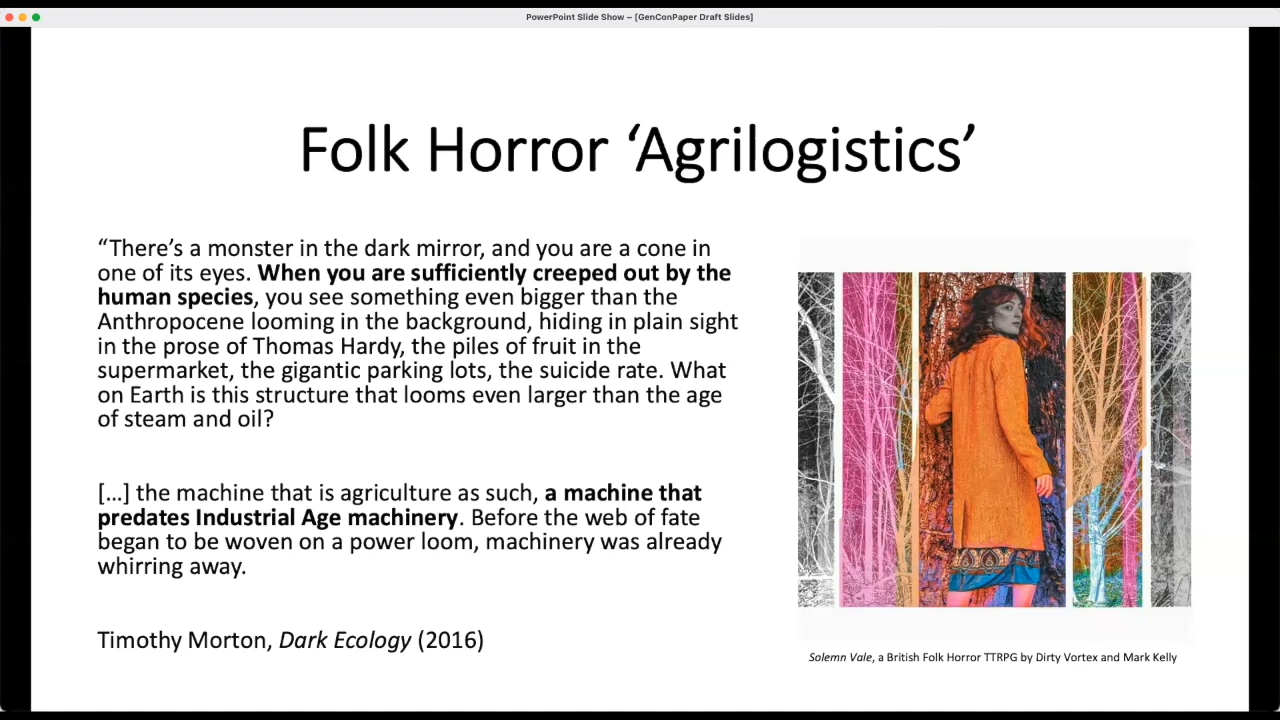 PowerPoint Slide Show – [GenConPaper Draft Slides]
Folk Horror ‘Agrilogistics’
“There’s a monster in the dark mirror, and you are a cone in
one of its eyes. When you are sufficiently creeped out by the
human species, you see something even bigger than the
Anthropocene looming in the background, hiding in plain sight
in the prose of Thomas Hardy, the piles of fruit in the
supermarket, the gigantic parking lots, the suicide rate. What
on Earth is this structure that looms even larger than the age
of steam and oil?
[…] the machine that is agriculture as such, a machine that
predates Industrial Age machinery. Before the web of fate
began to be woven on a power loom, machinery was already
whirring away.
Timothy Morton, Dark Ecology (2016)
Solemn Vale, a British Folk Horror TTRPG by Dirty Vortex and Mark Kelly